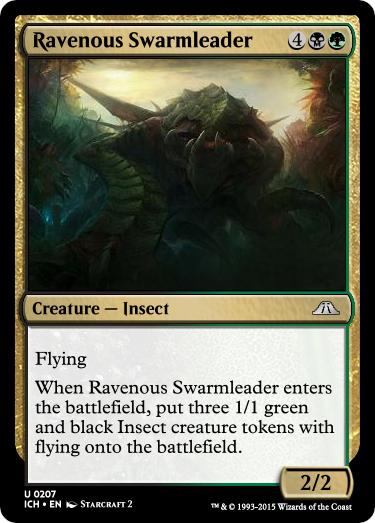 Ravenous Swarmleader 4
Creature — Insect
Flying
When Ravenous Swarmleader enters
the battlefield, put three 1/1 green
and black Insect creature tokens with
flying onto the battlefield.
2/2
U 0207
ICH • EN STARCRAFT 2
™ & © 1993-2015 Wizards of the Coast